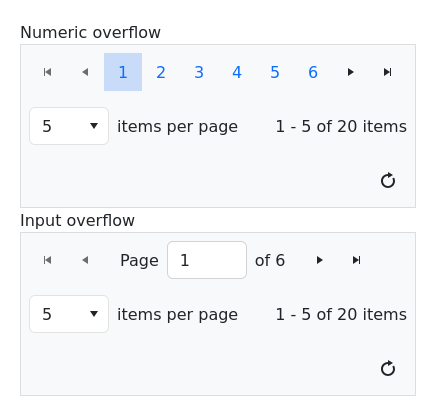 Numeric overflow
1 2 3 4 5 6
5 items per page 1 - 5 of 20 items
Input overflow
Page 1 of 6
5 items per page 1 - 5 of 20 items